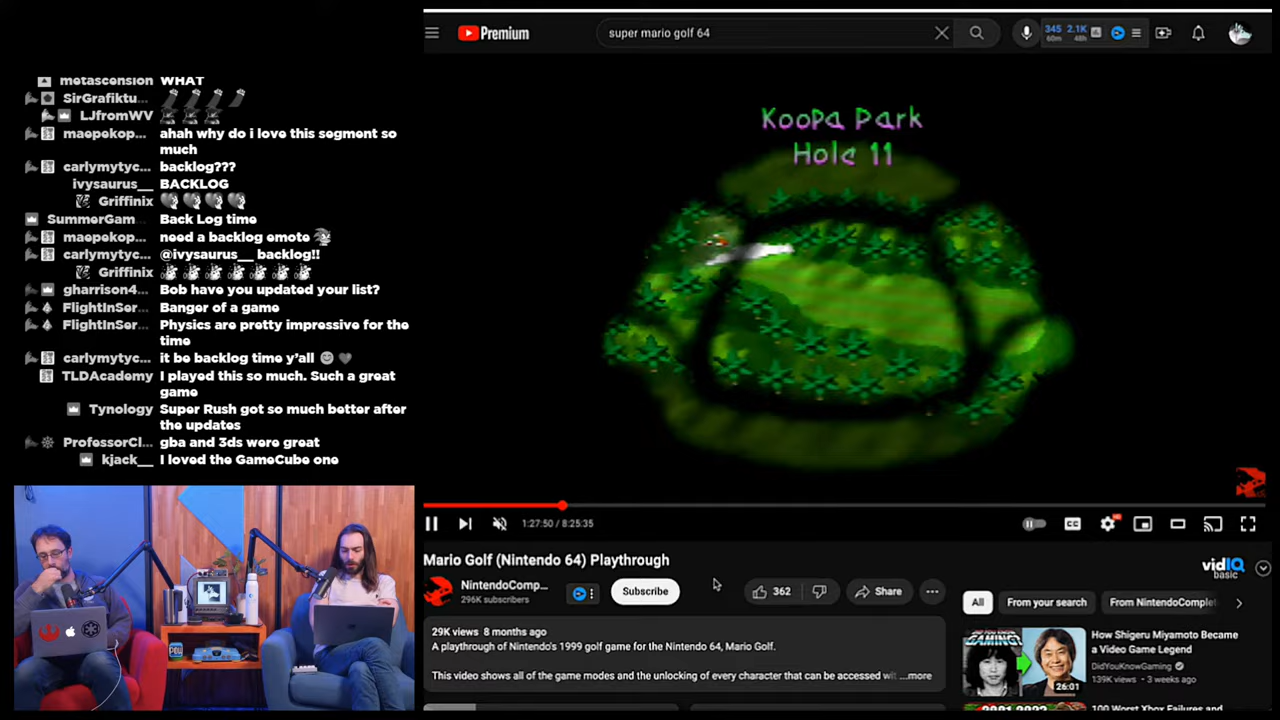 metascension WHAT
SirGrafiktu...
LJfromWV
maepekop... ahah why do i love this segment so
much
carlymytyc... backlog???
ivysaurus__ BACKLOG
Griffinix
SummerGam... Back Log time
maepekop... need a backlog emote
carlymytyc... @ivysaurus__ backlog!!
Griffinix
gharrison4... Bob have you updated your list?
FlightInSer... Banger of a game
FlightInSer... Physics are pretty impressive for the
time
carlymytyc... it be backlog time y'all
TLDAcademy I played this so much. Such a great
game
Tynology Super Rush got so much better after
the updates
ProfessorCl... gba and 3ds were great
kjack__ I loved the GameCube one
Premium
super mario golf 64
345 2.1K
60m 48h
Koopa Park
Hole 11
1:27:50 / 8:25:35
CC
Mario Golf (Nintendo 64) Playthrough
NintendoComp...
296K subscribers
Subscribe
362
Share
29K views 8 months ago
A playthrough of Nintendo's 1999 golf game for the Nintendo 64, Mario Golf.
This video shows all of the game modes and the unlocking of every character that can be accessed wit ...more
vidIQ
basic
All
From your search
From NintendoComplet
How Shigeru Miyamoto Became
a Video Game Legend
DidYouKnowGaming
139K views • 3 weeks ago
26:01
100 Worst Xbox Failures and